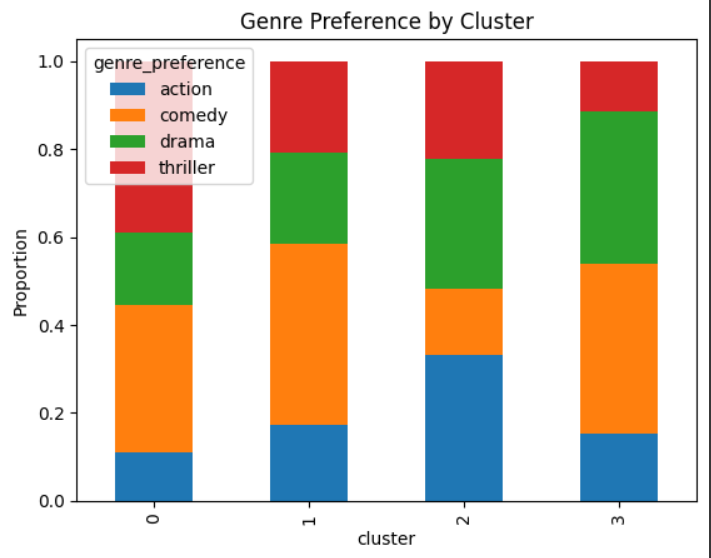 Genre Preference by Cluster
genre_preference
action
comedy
drama
thriller
1.0
0.8
0.6
0.4
0.2
0.0
Proportion
0
1
2
3
cluster